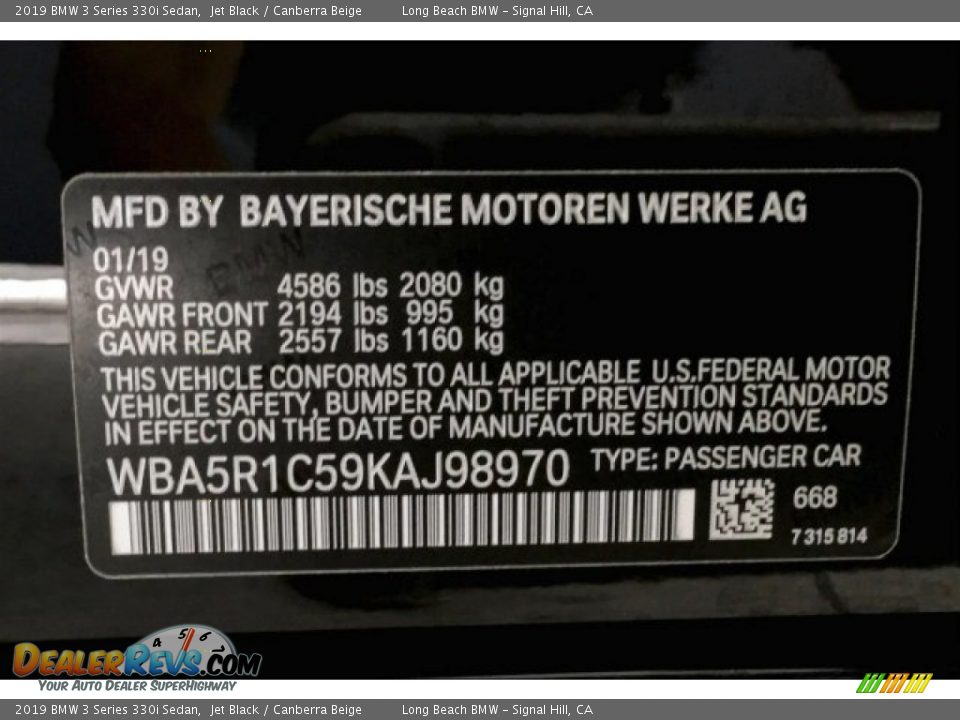 2019 BMW 3 Series 330i Sedan, Jet Black / Canberra Beige Long Beach BMW - Signal Hill, CA
MFD BY BAYERISCHE MOTOREN WERKE AG
01/19
GVWR 4586 lbs 2080 kg
GAWR FRONT 2194 lbs 995 kg
GAWR REAR 2557 lbs 1160 kg
THIS VEHICLE CONFORMS TO ALL APPLICABLE U.S.FEDERAL MOTOR
VEHICLE SAFETY, BUMPER AND THEFT PREVENTION STANDARDS
IN EFFECT ON THE DATE OF MANUFACTURE SHOWN ABOVE.
WBA5R1C59KAJ98970 TYPE: PASSENGER CAR
668
7 315 814
4 5 6
DEALERREVS.COM
YOUR AUTO DEALER SUPERHIGHWAY
2019 BMW 3 Series 330i Sedan, Jet Black / Canberra Beige Long Beach BMW - Signal Hill, CA